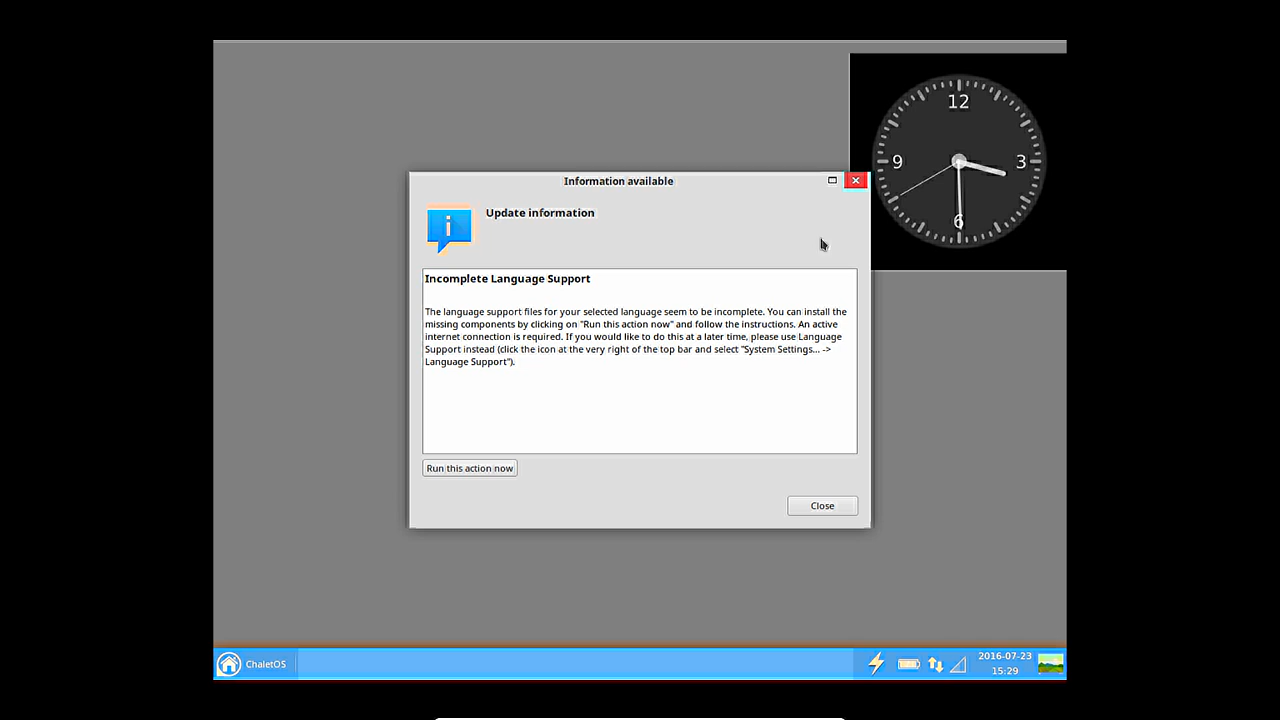 12
9
3
6
Information available
Update information
Incomplete Language Support
The language support files for your selected language seem to be incomplete. You can install the
missing components by clicking on "Run this action now" and follow the instructions. An active
internet connection is required. If you would like to do this at a later time, please use Language
Support instead (click the icon at the very right of the top bar and select "System Settings... ->
Language Support").
Run this action now
Close
ChaletOS
2016-07-23
15:29